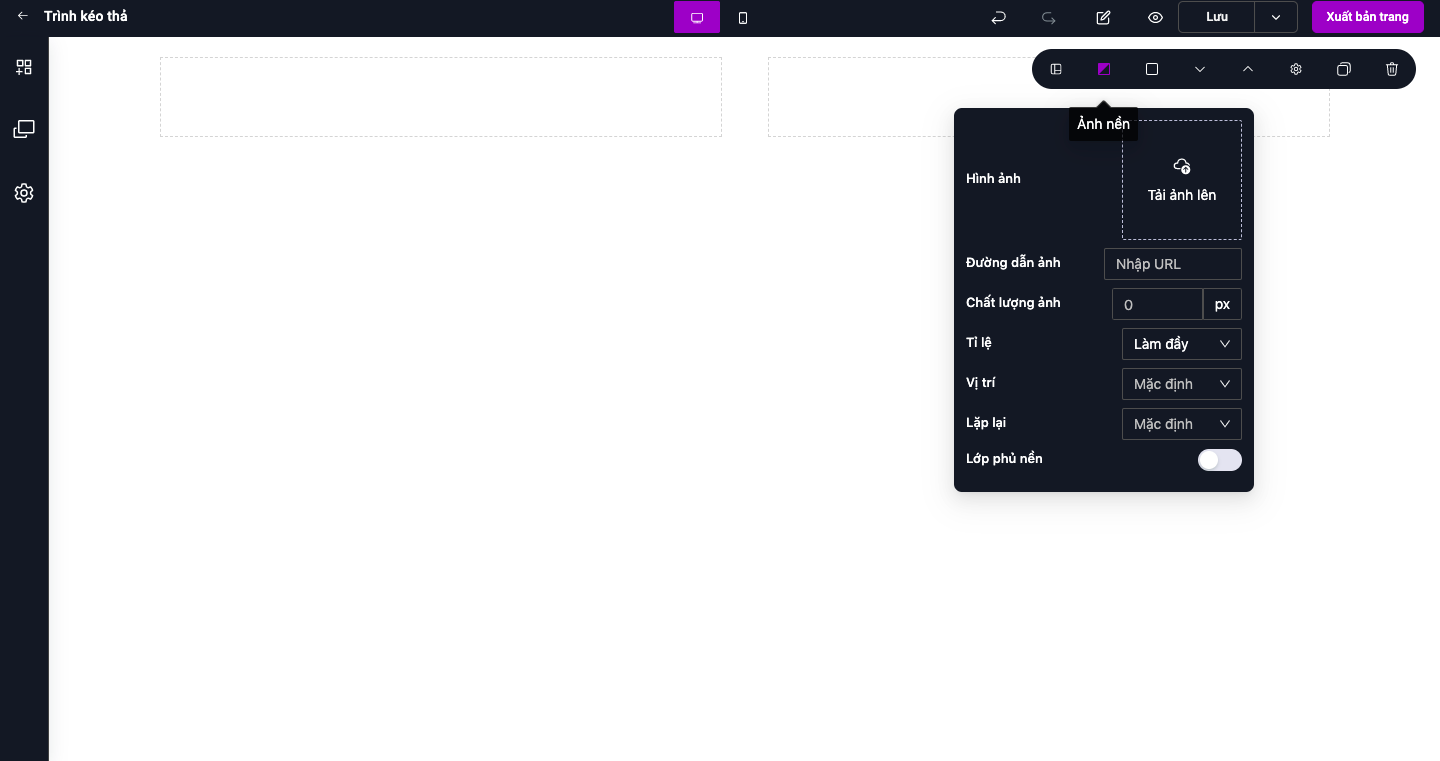 Trình kéo thả
Lưu
Xuất bản trang
Ảnh nền
Hình ảnh
Tải ảnh lên
Đường dẫn ảnh
Nhập URL
Chất lượng ảnh
0
px
Tỉ lệ
Làm đầy
Vị trí
Mặc định
Lặp lại
Mặc định
Lớp phủ nền